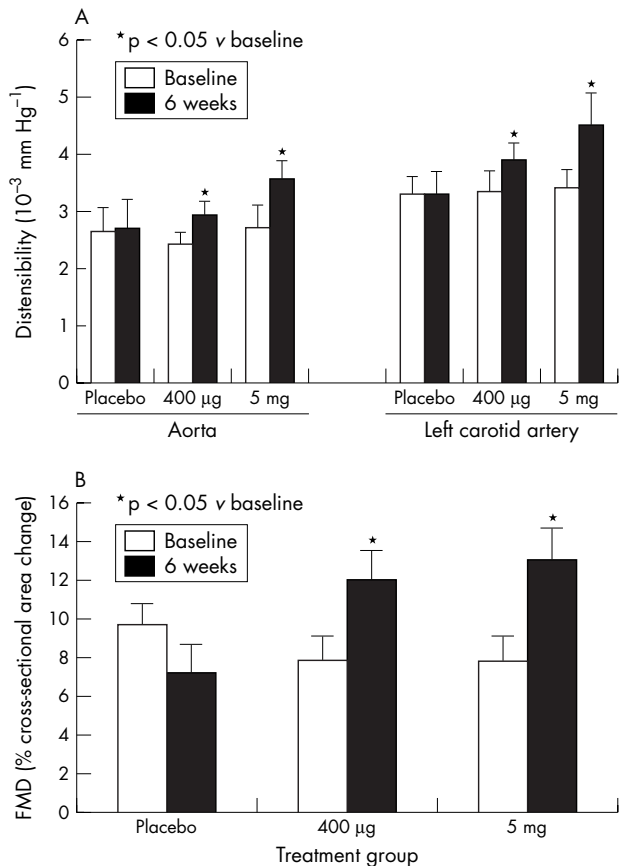 A
Distensibility (10⁻³ mm Hg⁻¹)
6
5
4
3
2
1
0
★p < 0.05 v baseline
Baseline
6 weeks
★
★
★
★
Placebo 400 µg 5 mg Placebo 400 µg 5 mg
Aorta Left carotid artery
B
FMD (% cross-sectional area change)
16
14
12
10
8
6
4
2
0
★p < 0.05 v baseline
Baseline
6 weeks
★
★
Placebo 400 µg 5 mg
Treatment group